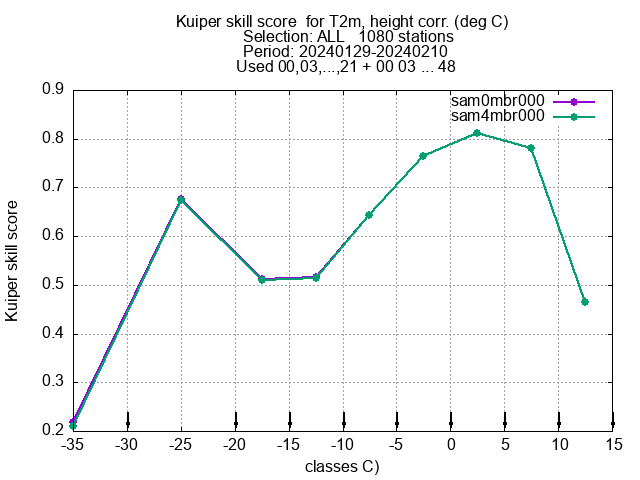 Kuiper skill score  for T2m, height corr. (deg C)
Selection: ALL   1080 stations
Period: 20240129-20240210
Used 00,03,...,21 + 00 03 ... 48
sam0mbr000
sam4mbr000
0.9
0.8
0.7
0.6
0.5
0.4
0.3
0.2
Kuiper skill score
-35 -30 -25 -20 -15 -10 -5 0 5 10 15
classes C)